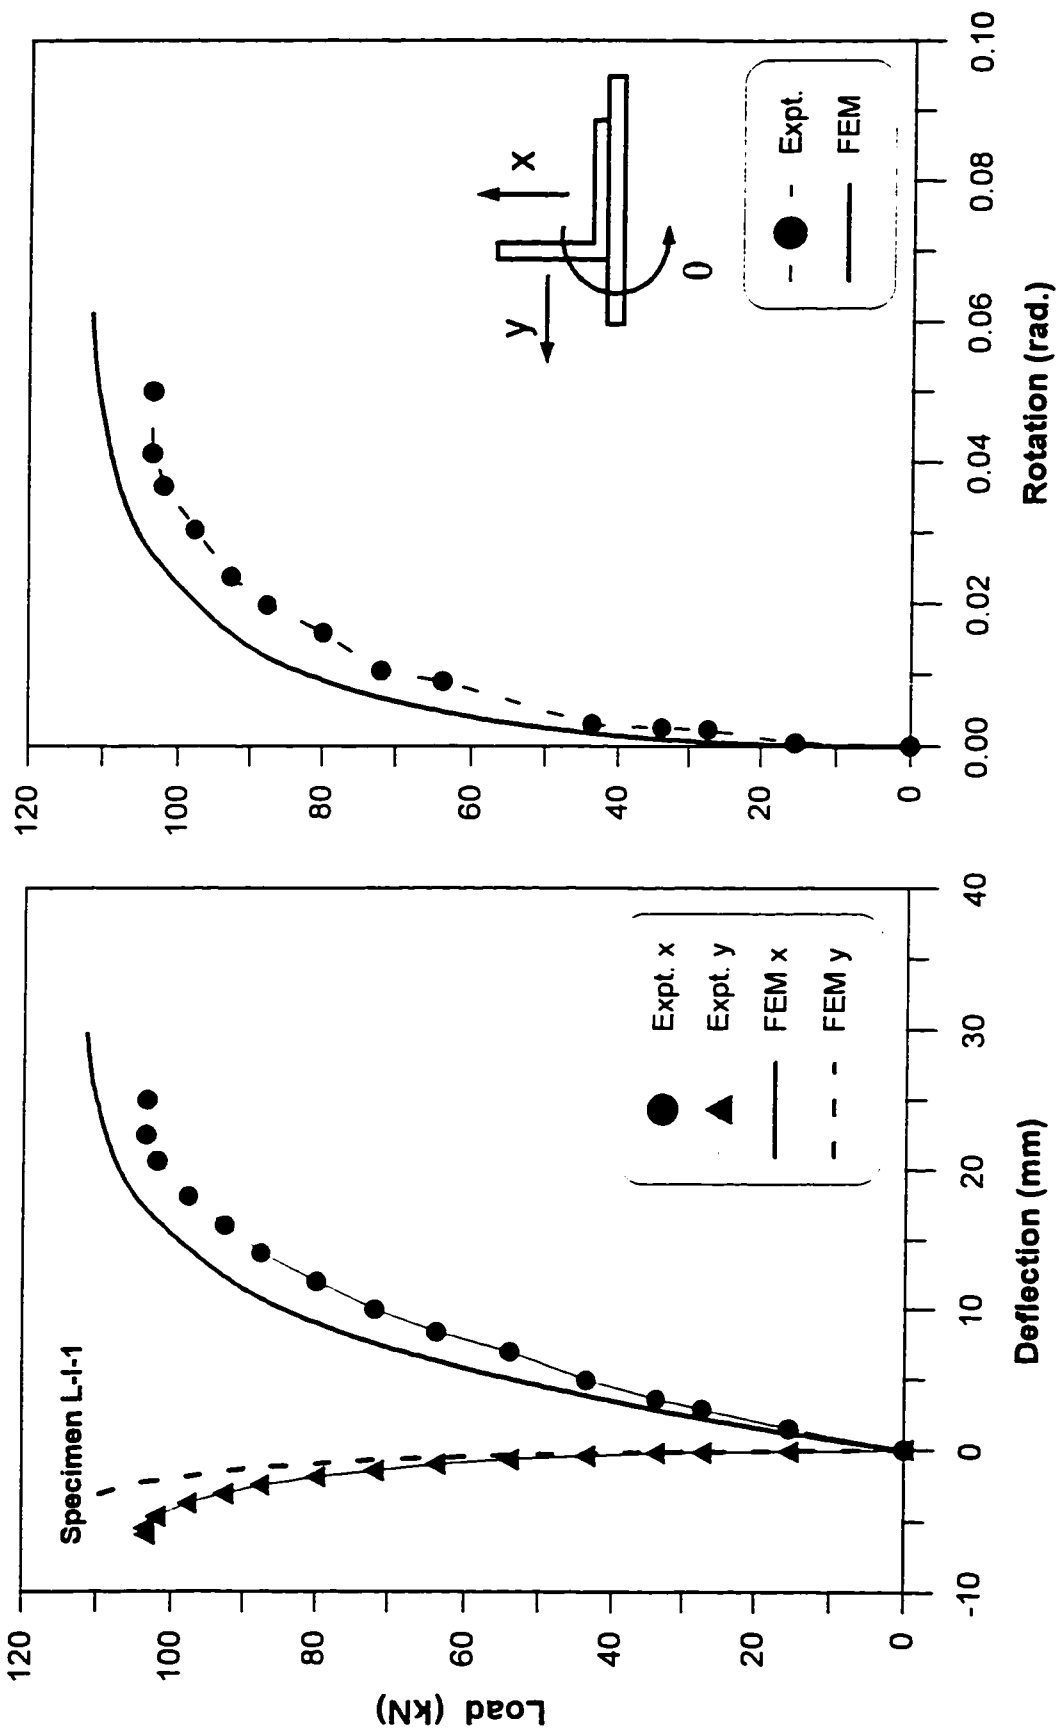 Specimen L-I-1
Load (kN)
120
100
80
60
40
20
0
-10
0
10
20
30
40
Deflection (mm)
Expt. x
Expt. y
FEM x
FEM y
120
100
80
60
40
20
0
0.00
0.02
0.04
0.06
0.08
0.10
Rotation (rad.)
x
y
θ
Expt.
FEM